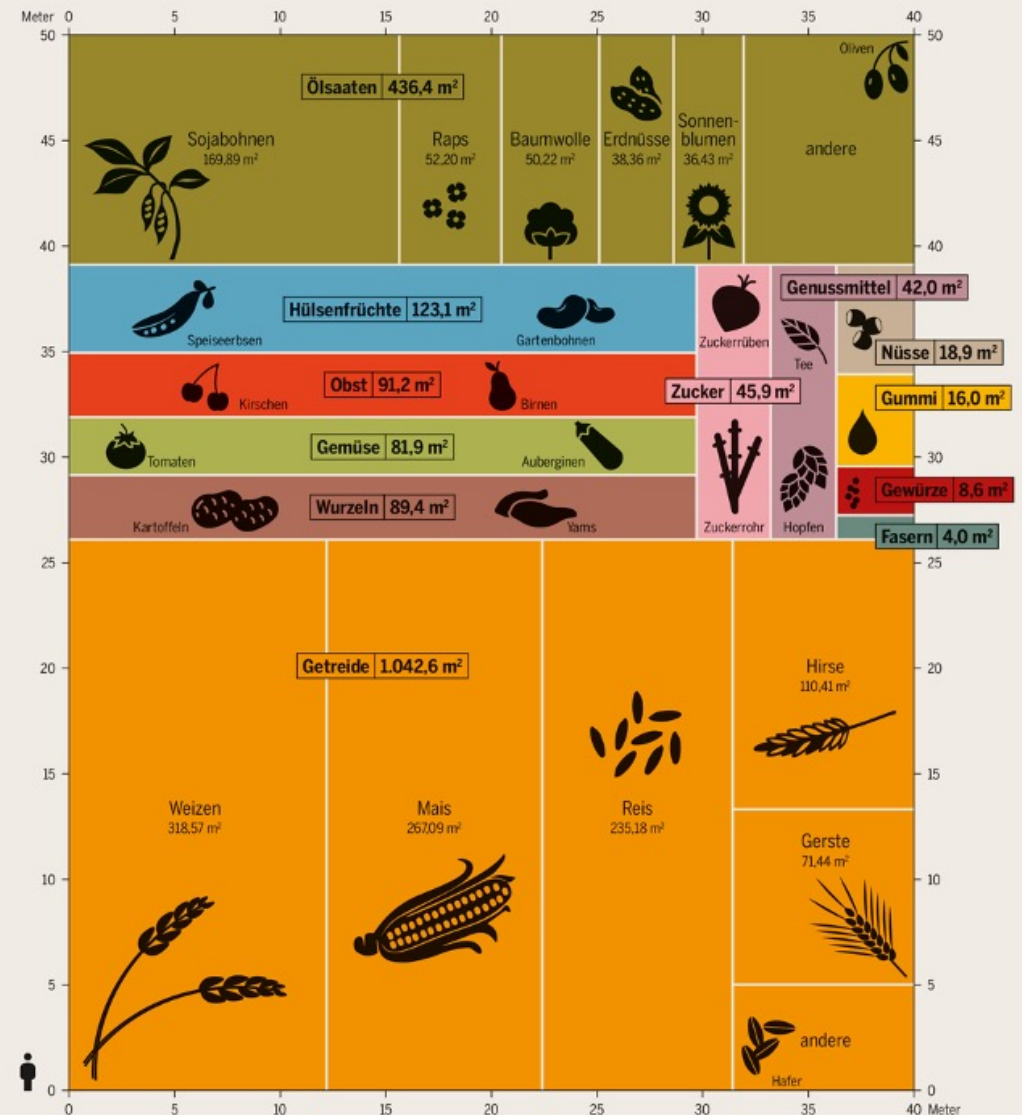 Meter 0 5 10 15 20 25 30 35 40
50 50
Oliven
Ölsaaten 436,4 m²
Sojabohnen
169,89 m²
Raps
52,20 m²
Baumwolle
50,22 m²
Erdnüsse
38,36 m²
Sonnen-
blumen
36,43 m²
andere
45 45
40 40
Hülsenfrüchte 123,1 m²
Speiseerbsen
Gartenbohnen
Zuckerrüben
Genussmittel 42,0 m²
Tee
Nüsse 18,9 m²
35 35
Obst 91,2 m²
Kirschen
Birnen
Zucker 45,9 m²
Gummi 16,0 m²
Gemüse 81,9 m²
Tomaten
Auberginen
30 30
Gewürze 8,6 m²
Wurzeln 89,4 m²
Kartoffeln
Yams
Zuckerrohr
Hopfen
Fasern 4,0 m²
25 25
Getreide 1.042,6 m²
20 20
Hirse
110,41 m²
15 15
Weizen
318,57 m²
Mais
267,09 m²
Reis
235,18 m²
Gerste
71,44 m²
10 10
5 5
andere
Hafer
0 0
0 5 10 15 20 25 30 35 40 Meter